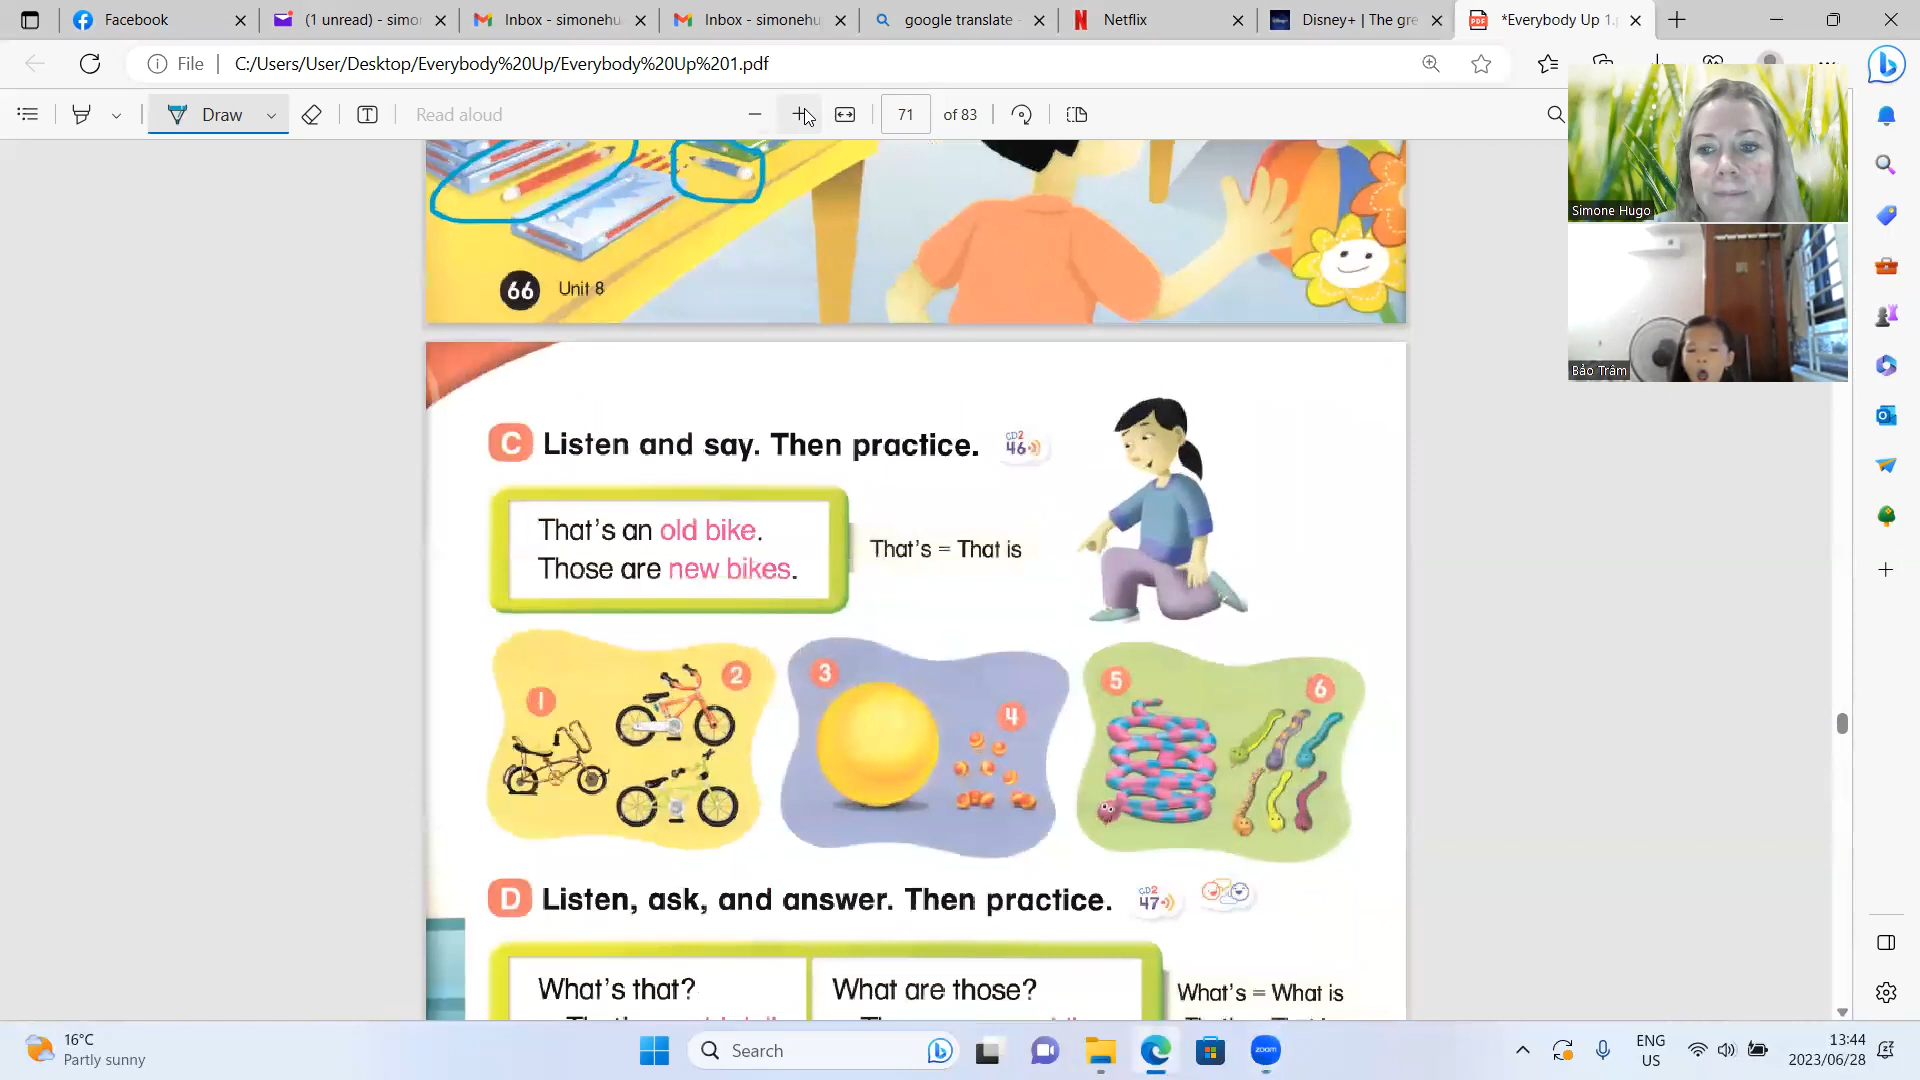 Facebook
(1 unread) - simo
Inbox - simonehu
Inbox - simonehu
google translate -
Netflix
Disney+ | The gre
*Everybody Up 1.p
File
C:/Users/User/Desktop/Everybody%20Up/Everybody%20Up%201.pdf
Draw
Read aloud
71 of 83
Simone Hugo
Bảo Trâm
66 Unit 8
C Listen and say. Then practice. CD2 46
That's an old bike.
Those are new bikes.
That's = That is
1
2
3
4
5
6
D Listen, ask, and answer. Then practice. CD2 47
What's that?
What are those?
What's = What is
16°C
Partly sunny
Search
zoom
ENG
US
13:44
2023/06/28